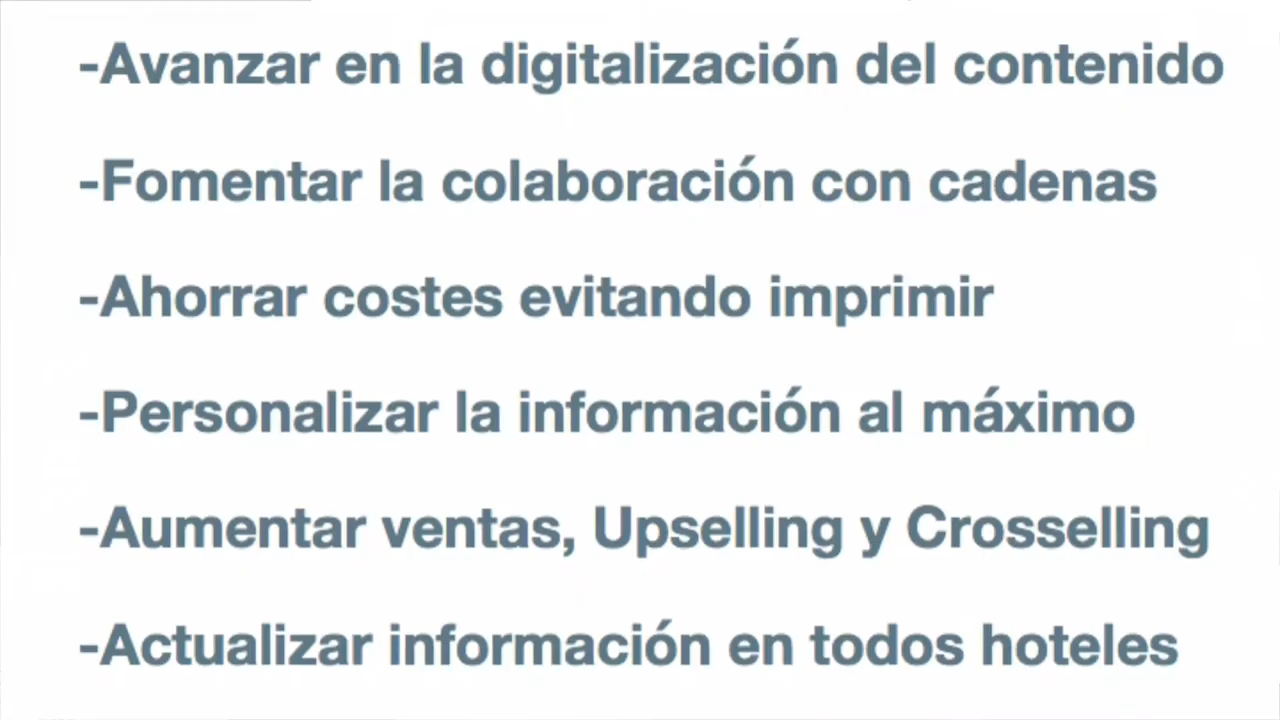 -Avanzar en la digitalización del contenido
-Fomentar la colaboración con cadenas
-Ahorrar costes evitando imprimir
-Personalizar la información al máximo
-Aumentar ventas, Upselling y Crosselling
-Actualizar información en todos hoteles